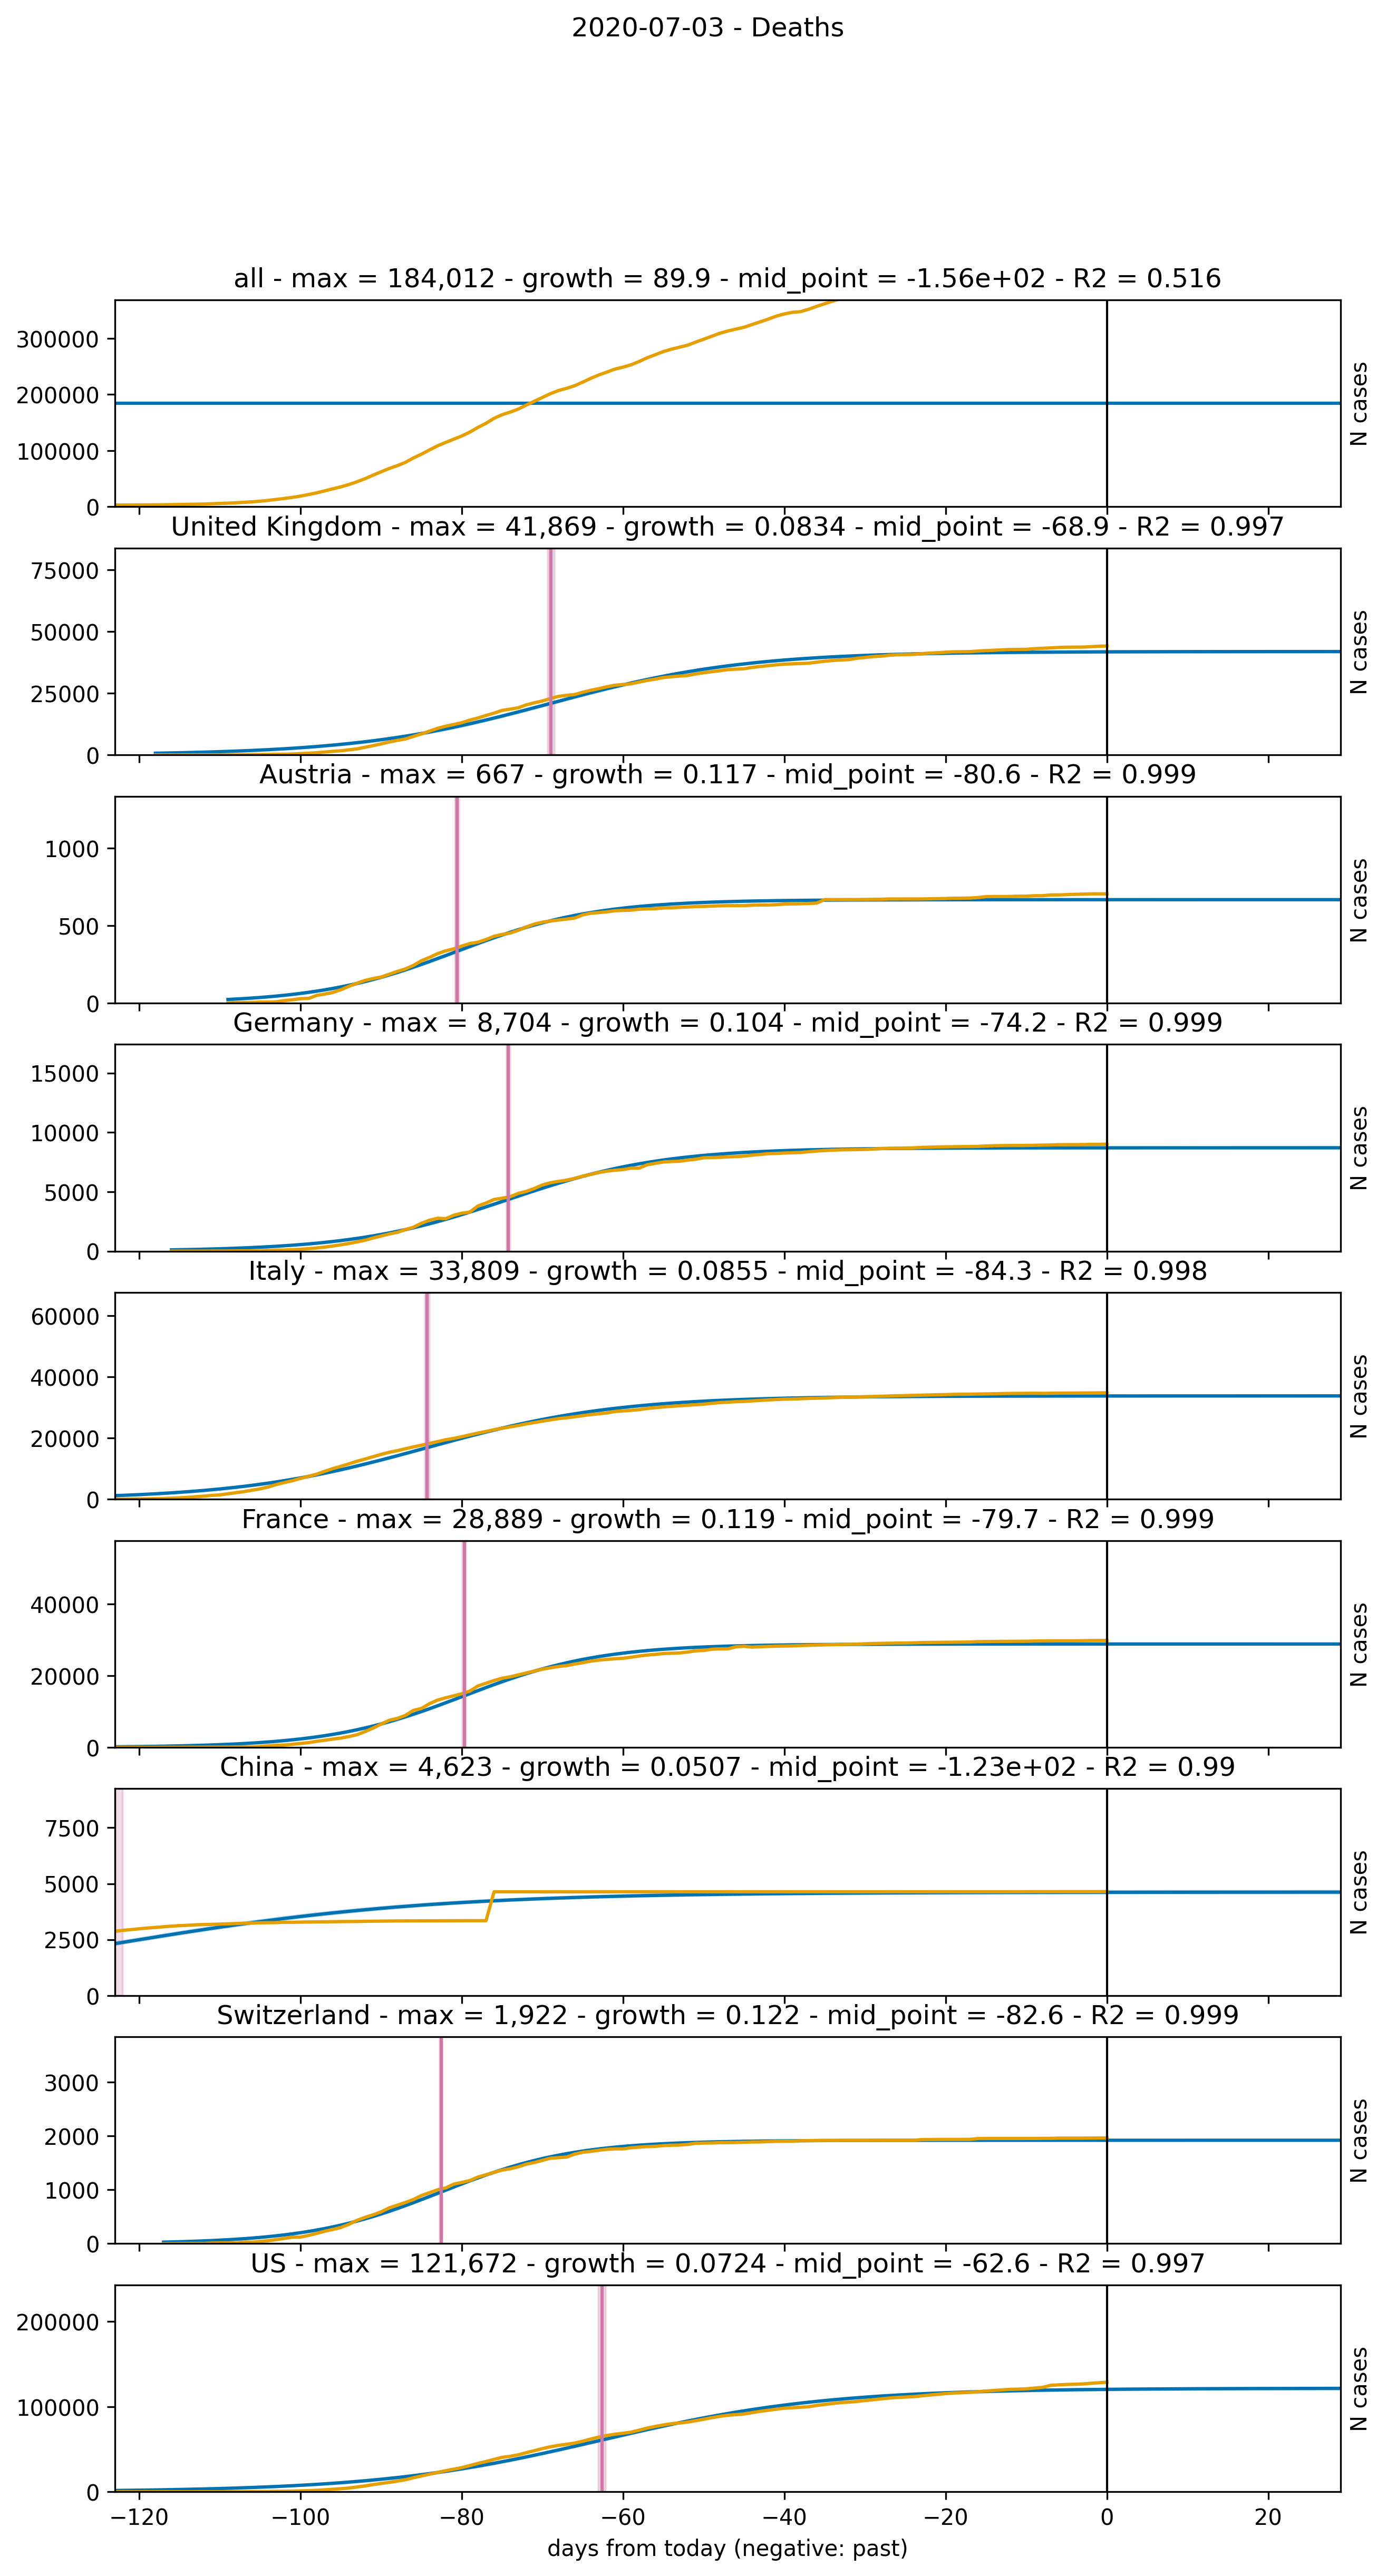 2020-07-03 - Deaths
all - max = 184,012 - growth = 89.9 - mid_point = -1.56e+02 - R2 = 0.516
300000
200000
100000
0
N cases
United Kingdom - max = 41,869 - growth = 0.0834 - mid_point = -68.9 - R2 = 0.997
75000
50000
25000
0
N cases
Austria - max = 667 - growth = 0.117 - mid_point = -80.6 - R2 = 0.999
1000
500
0
N cases
Germany - max = 8,704 - growth = 0.104 - mid_point = -74.2 - R2 = 0.999
15000
10000
5000
0
N cases
Italy - max = 33,809 - growth = 0.0855 - mid_point = -84.3 - R2 = 0.998
60000
40000
20000
0
N cases
France - max = 28,889 - growth = 0.119 - mid_point = -79.7 - R2 = 0.999
40000
20000
0
N cases
China - max = 4,623 - growth = 0.0507 - mid_point = -1.23e+02 - R2 = 0.99
7500
5000
2500
0
N cases
Switzerland - max = 1,922 - growth = 0.122 - mid_point = -82.6 - R2 = 0.999
3000
2000
1000
0
N cases
US - max = 121,672 - growth = 0.0724 - mid_point = -62.6 - R2 = 0.997
200000
100000
0
N cases
−120 −100 −80 −60 −40 −20 0 20
days from today (negative: past)